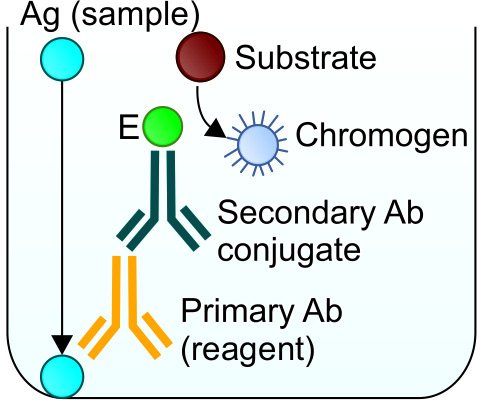 Ag (sample)
Substrate
E
Chromogen
Secondary Ab
conjugate
Primary Ab
(reagent)